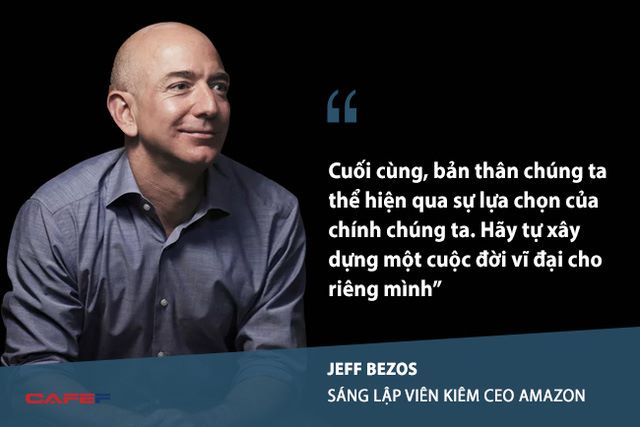 “
Cuối cùng, bản thân chúng ta
thể hiện qua sự lựa chọn của
chính chúng ta. Hãy tự xây
dựng một cuộc đời vĩ đại cho
riêng mình”
JEFF BEZOS
SÁNG LẬP VIÊN KIÊM CEO AMAZON
CAFEF